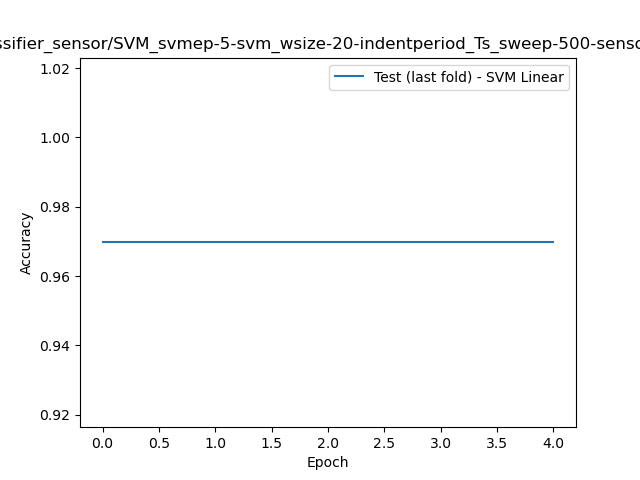 ssifier_sensor/SVM_svmep-5-svm_wsize-20-indentperiod_Ts_sweep-500-senso
Test (last fold) - SVM Linear
1.02
1.00
0.98
0.96
0.94
0.92
Accuracy
0.0 0.5 1.0 1.5 2.0 2.5 3.0 3.5 4.0
Epoch